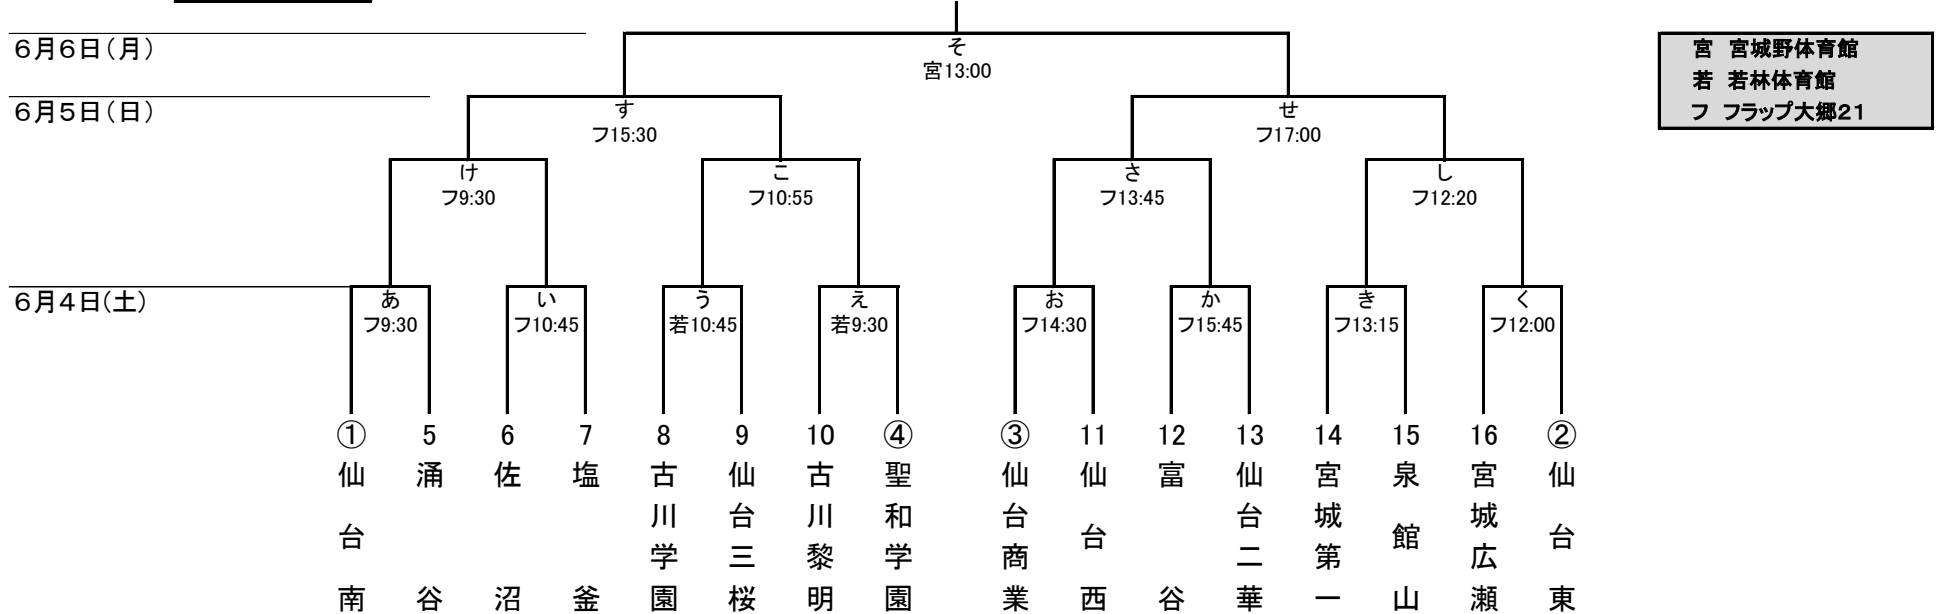 6月6日(月)
そ
宮13:00
宮 宮城野体育館
若 若林体育館
フ フラップ大郷21
6月5日(日)
す
フ15:30
せ
フ17:00
け
フ9:30
こ
フ10:55
さ
フ13:45
し
フ12:20
6月4日(土)
あ
フ9:30
い
フ10:45
う
若10:45
え
若9:30
お
フ14:30
か
フ15:45
き
フ13:15
く
フ12:00
① 仙台南
5 涌谷
6 佐沼
7 塩釜
8 古川学園
9 仙台三桜
10 古川黎明
④ 聖和学園
③ 仙台商業
11 仙台西
12 富谷
13 仙台二華
14 宮城第一
15 泉館山
16 宮城広瀬
② 仙台東